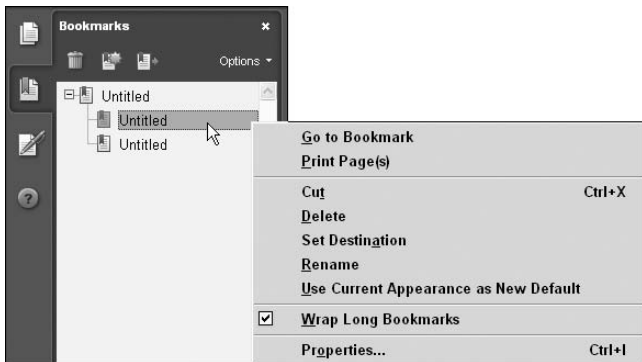 Bookmarks
Options
Untitled
Untitled
Untitled
Go to Bookmark
Print Page(s)
Cut Ctrl+X
Delete
Set Destination
Rename
Use Current Appearance as New Default
Wrap Long Bookmarks
Properties... Ctrl+I